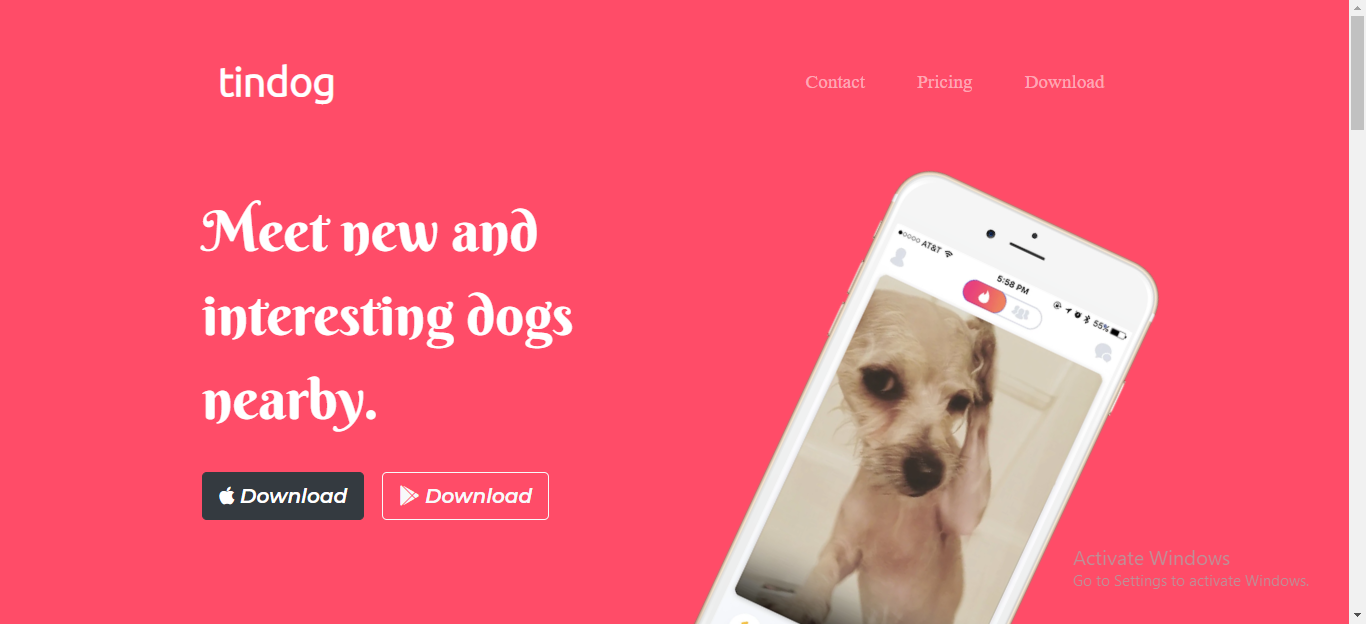 tindog
Contact
Pricing
Download
Meet new and
interesting dogs
nearby.
Download
Download
AT&T
5:58 PM
55%
Activate Windows
Go to Settings to activate Windows.